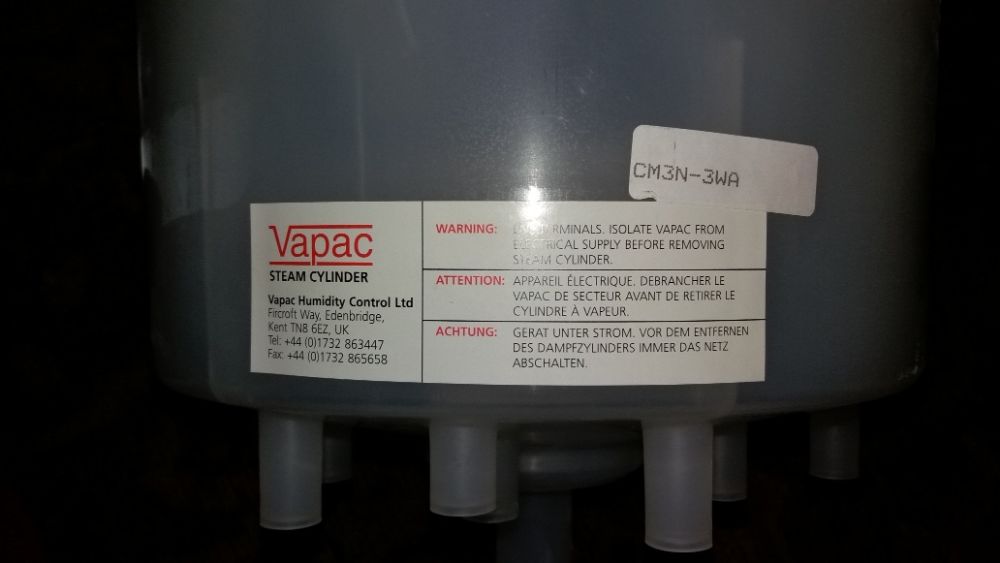 CM3N-3WA
Vapac
STEAM CYLINDER
Vapac Humidity Control Ltd
Fircroft Way, Edenbridge,
Kent TN8 6EZ, UK
Tel: +44 (0)1732 863447
Fax: +44 (0)1732 865658
WARNING: TERMINALS. ISOLATE VAPAC FROM
ELECTRICAL SUPPLY BEFORE REMOVING
STEAM CYLINDER.
ATTENTION: APPAREIL ÉLECTRIQUE. DEBRANCHER LE
VAPAC DE SECTEUR AVANT DE RETIRER LE
CYLINDRE À VAPEUR.
ACHTUNG: GERAT UNTER STROM. VOR DEM ENTFERNEN
DES DAMPFZYLINDERS IMMER DAS NETZ
ABSCHALTEN.